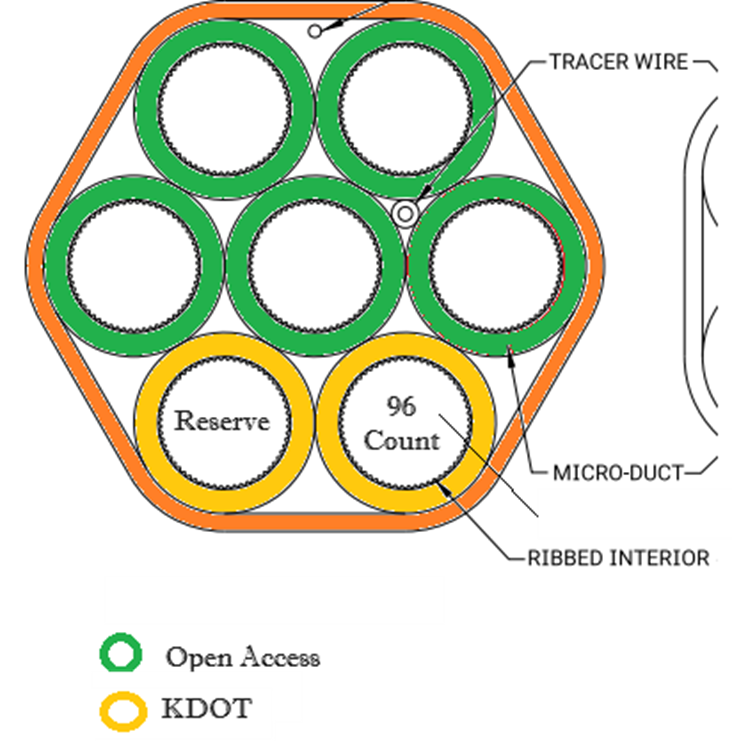 TRACER WIRE
Reserve
96
Count
MICRO-DUCT
RIBBED INTERIOR
Open Access
KDOT